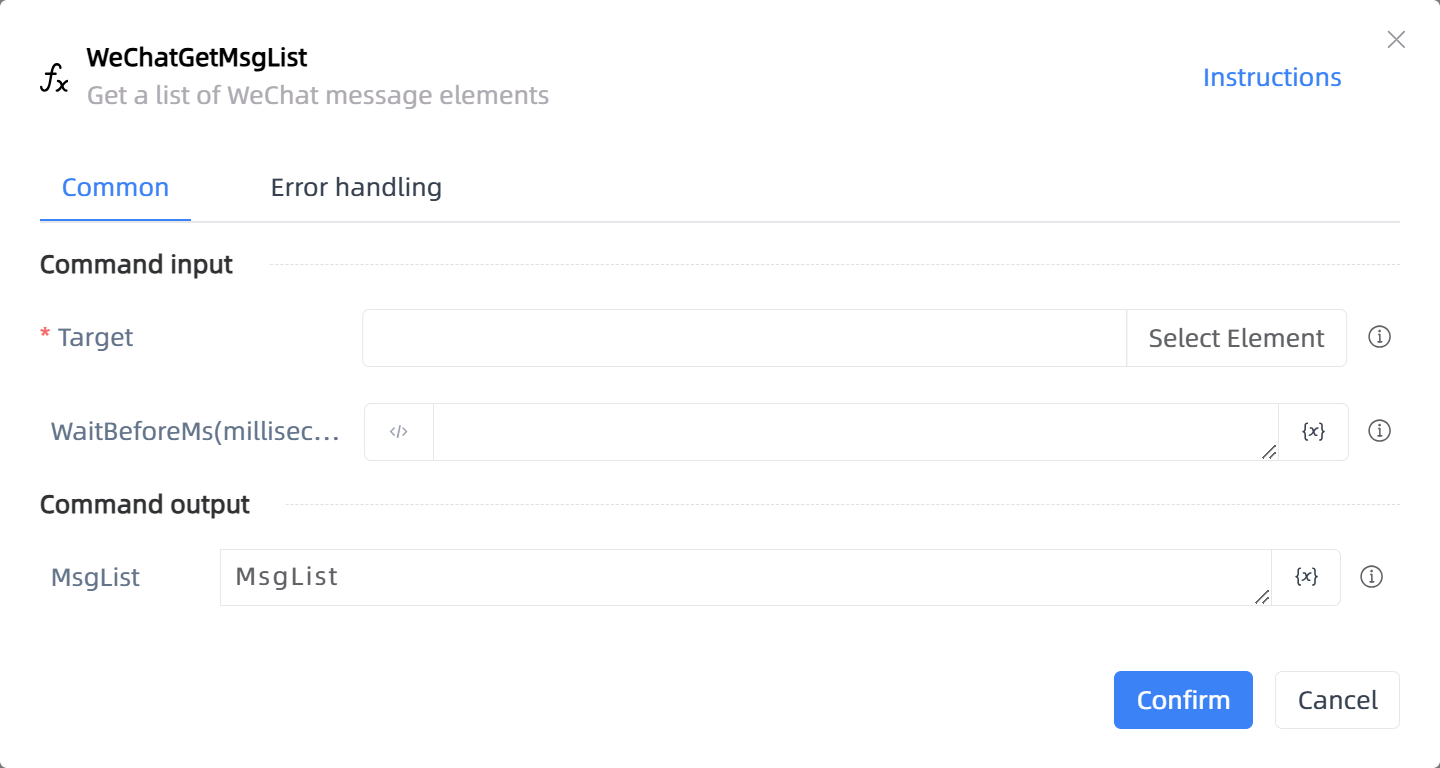 WeChatGetMsgList
Get a list of WeChat message elements
Instructions
Common
Error handling
Command input
* Target
Select Element
WaitBeforeMs(millisec...
</>
{x}
Command output
MsgList
MsgList
{x}
Confirm
Cancel